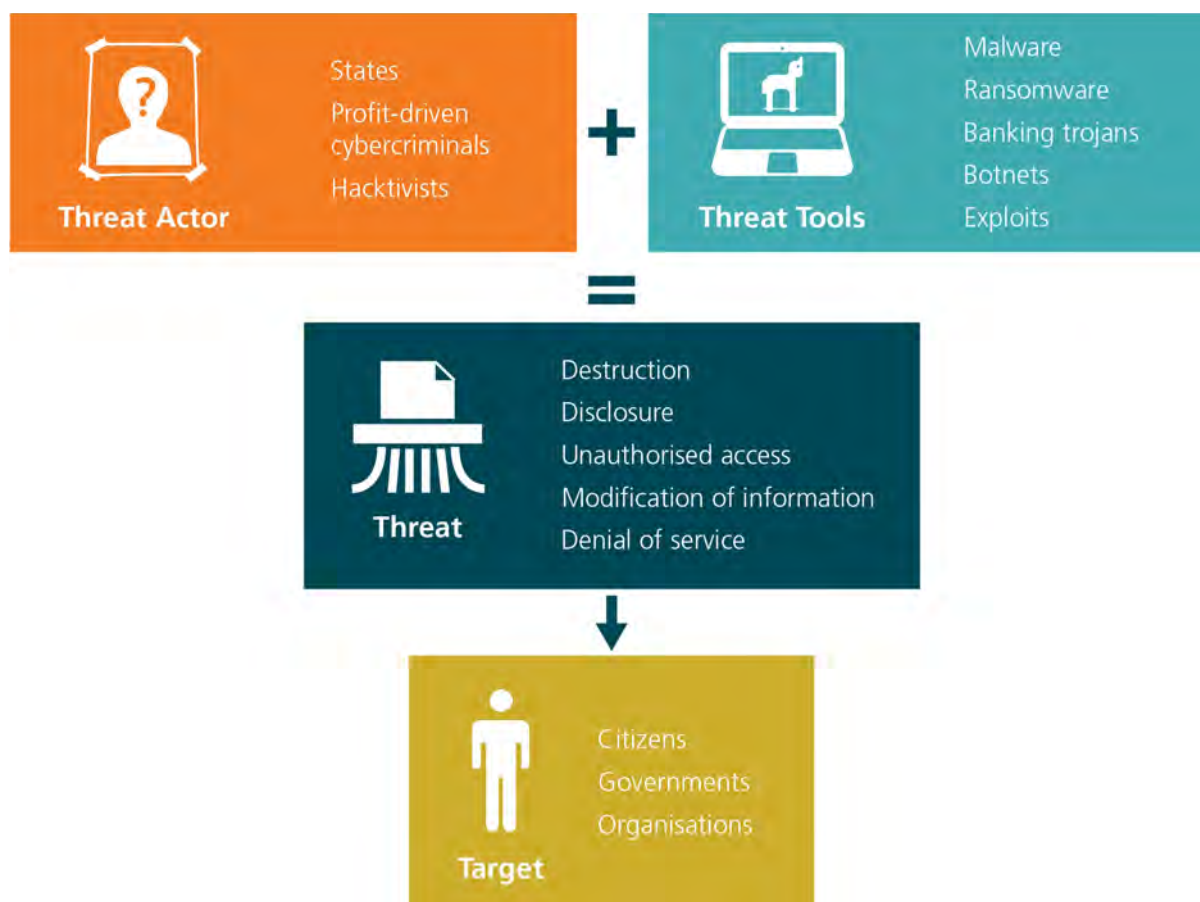 ?
Threat Actor
States
Profit-driven
cybercriminals
Hacktivists
+
Threat Tools
Malware
Ransomware
Banking trojans
Botnets
Exploits
=
Threat
Destruction
Disclosure
Unauthorised access
Modification of information
Denial of service
Target
Citizens
Governments
Organisations